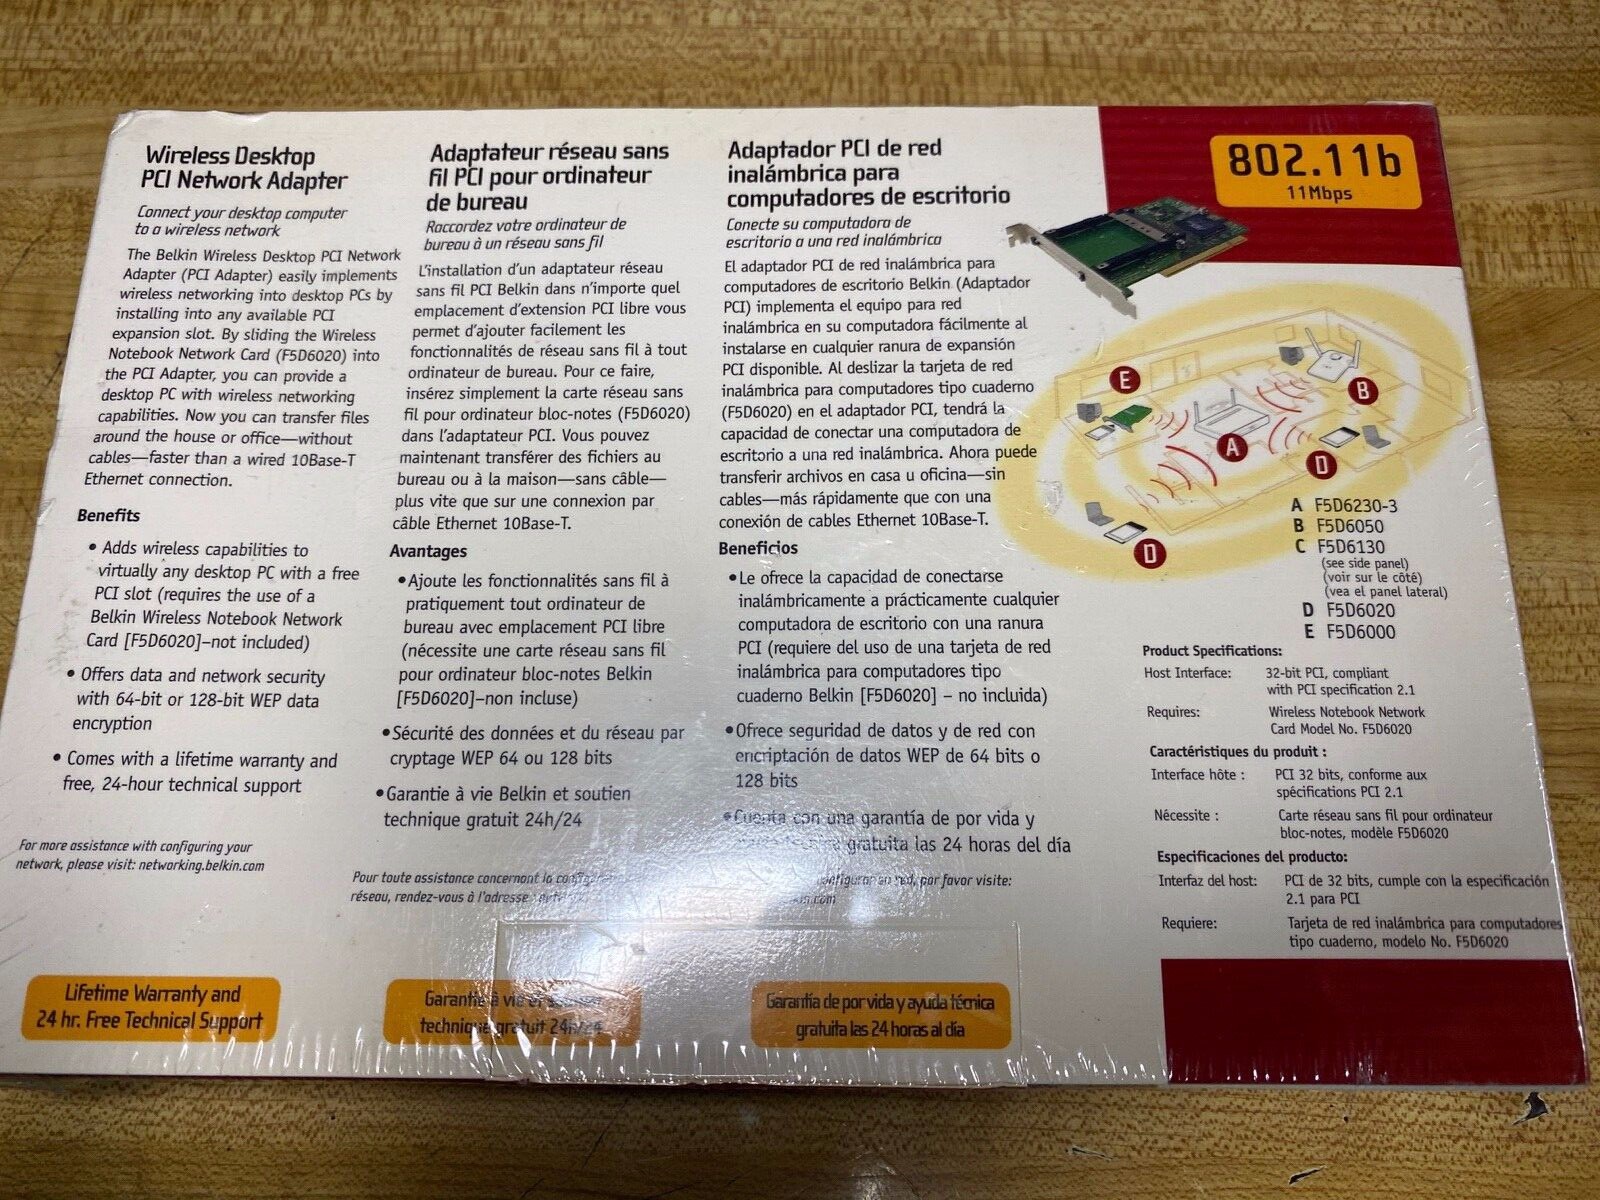 Wireless Desktop
PCI Network Adapter
Connect your desktop computer
to a wireless network
The Belkin Wireless Desktop PCI Network
Adapter (PCI Adapter) easily implements
wireless networking into desktop PCs by
installing into any available PCI
expansion slot. By sliding the Wireless
Notebook Network Card (F5D6020) into
the PCI Adapter, you can provide a
desktop PC with wireless networking
capabilities. Now you can transfer files
around the house or office—without
cables—faster than a wired 10Base-T
Ethernet connection.
Benefits
• Adds wireless capabilities to
virtually any desktop PC with a free
PCI slot (requires the use of a
Belkin Wireless Notebook Network
Card [F5D6020]–not included)
• Offers data and network security
with 64-bit or 128-bit WEP data
encryption
• Comes with a lifetime warranty and
free, 24-hour technical support
For more assistance with configuring your
network, please visit: networking.belkin.com
Lifetime Warranty and
24 hr. Free Technical Support
Adaptateur réseau sans
fil PCI pour ordinateur
de bureau
Raccordez votre ordinateur de
bureau à un réseau sans fil
L'installation d'un adaptateur réseau
sans fil PCI Belkin dans n'importe quel
emplacement d'extension PCI libre vous
permet d'ajouter facilement les
fonctionnalités de réseau sans fil à tout
ordinateur de bureau. Pour ce faire,
insérez simplement la carte réseau sans
fil pour ordinateur bloc-notes (F5D6020)
dans l'adaptateur PCI. Vous pouvez
maintenant transférer des fichiers au
bureau ou à la maison—sans câble—
plus vite que sur une connexion par
câble Ethernet 10Base-T.
Avantages
•Ajoute les fonctionnalités sans fil à
pratiquement tout ordinateur de
bureau avec emplacement PCI libre
(nécessite une carte réseau sans fil
pour ordinateur bloc-notes Belkin
[F5D6020]–non incluse)
•Sécurité des données et du réseau par
cryptage WEP 64 ou 128 bits
•Garantie à vie Belkin et soutien
technique gratuit 24h/24
Pour toute assistance concernant la
réseau, rendez-vous à l'adresse
Garantie à vie et
technique gratuit 24h/24
Adaptador PCI de red
inalámbrica para
computadores de escritorio
Conecte su computadora de
escritorio a una red inalámbrica
El adaptador PCI de red inalámbrica para
computadores de escritorio Belkin (Adaptador
PCI) implementa el equipo para red
inalámbrica en su computadora fácilmente al
instalarse en cualquier ranura de expansión
PCI disponible. Al deslizar la tarjeta de red
inalámbrica para computadores tipo cuaderno
(F5D6020) en el adaptador PCI, tendrá la
capacidad de conectar una computadora de
escritorio a una red inalámbrica. Ahora puede
transferir archivos en casa u oficina—sin
cables—más rápidamente que con una
conexión de cables Ethernet 10Base-T.
Beneficios
•Le ofrece la capacidad de conectarse
inalámbricamente a prácticamente cualquier
computadora de escritorio con una ranura
PCI (requiere del uso de una tarjeta de red
inalámbrica para computadores tipo
cuaderno Belkin [F5D6020] – no incluida)
•Ofrece seguridad de datos y de red con
encriptación de datos WEP de 64 bits o
128 bits
•Cuenta con una garantía de por vida y
gratuita las 24 horas del día
red, por favor visite:
Garantía de por vida y ayuda técnica
gratuita las 24 horas al día
802.11b
11Mbps
E
B
A
D
D
A F5D6230-3
B F5D6050
C F5D6130
(see side panel)
(voir sur le côté)
(vea el panel lateral)
D F5D6020
E F5D6000
Product Specifications:
Host Interface: 32-bit PCI, compliant
with PCI specification 2.1
Requires: Wireless Notebook Network
Card Model No. F5D6020
Caractéristiques du produit :
Interface hôte : PCI 32 bits, conforme aux
spécifications PCI 2.1
Nécessite : Carte réseau sans fil pour ordinateur
bloc-notes, modèle F5D6020
Especificaciones del producto:
Interfaz del host: PCI de 32 bits, cumple con la especificación
2.1 para PCI
Requiere: Tarjeta de red inalámbrica para computadores
tipo cuaderno, modelo No. F5D6020